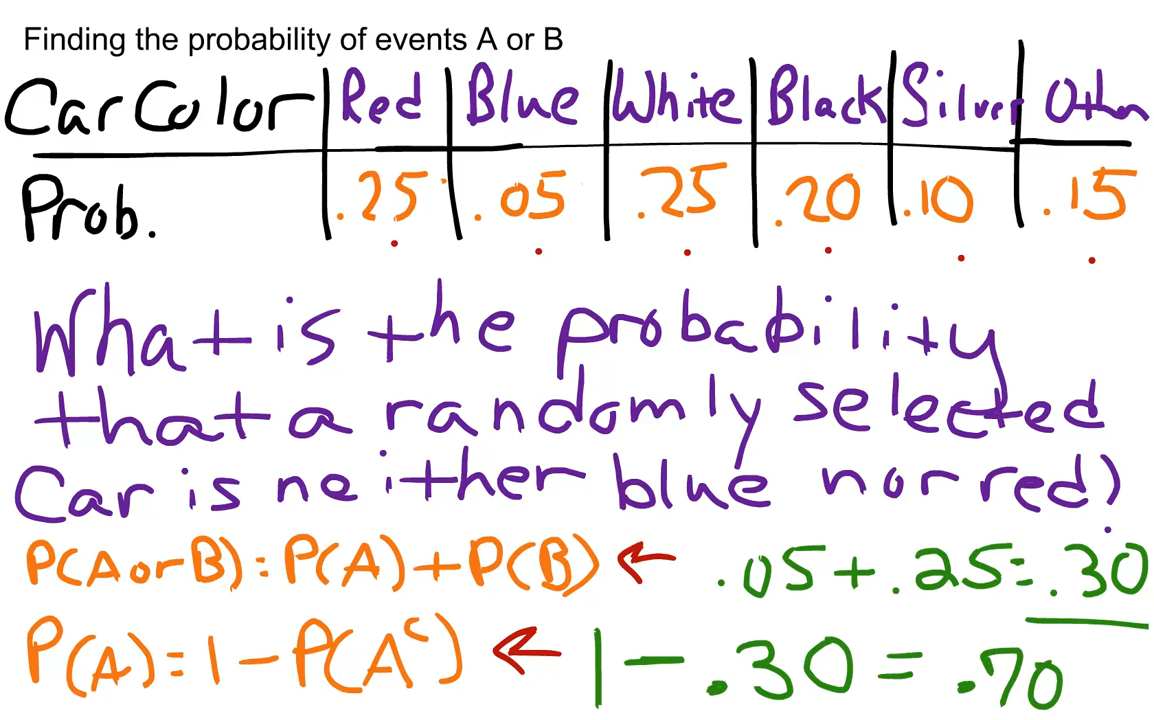 Finding the probability of events A or B
Car Color Red Blue White Black Silver Other
Prob. .25 .05 .25 .20 .10 .15
What is the probability
that a randomly selected
Car is neither blue nor red?
P(A or B) = P(A) + P(B) ← .05 + .25 = .30
P(A) = 1 - P(Aᶜ) ← 1 - .30 = .70